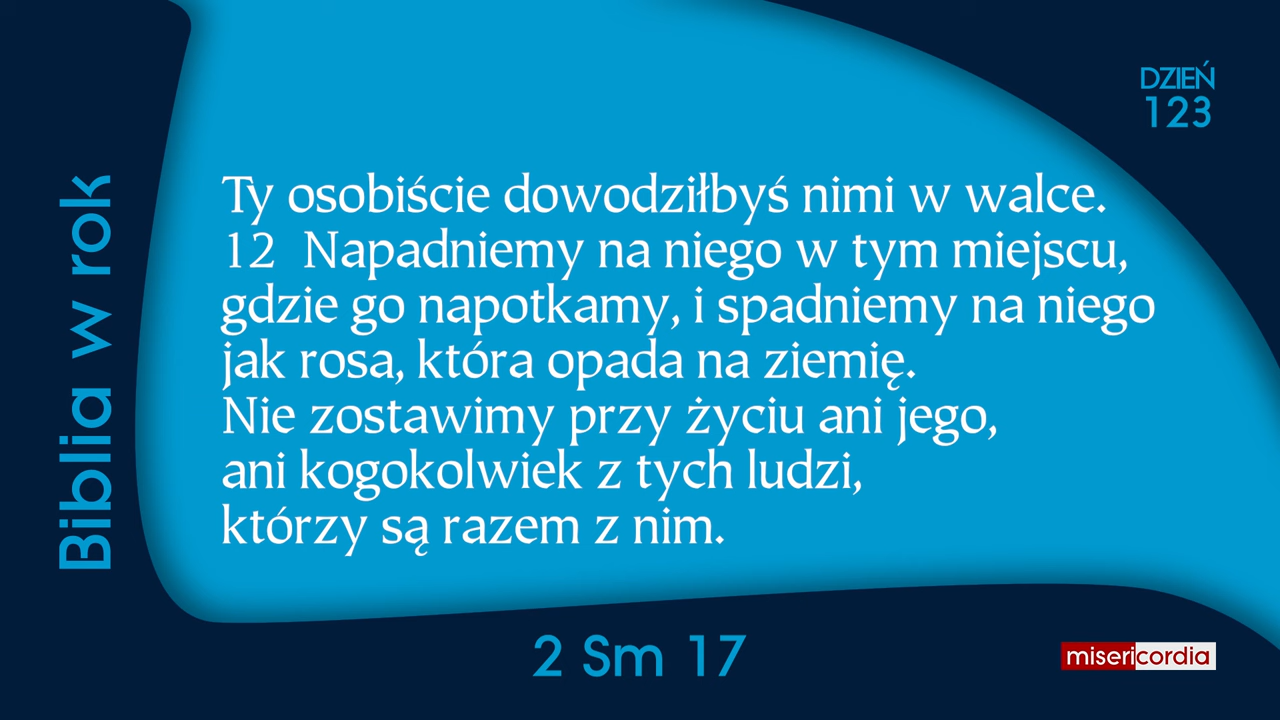 DZIEŃ
123
Biblia w rok
Ty osobiście dowodziłbyś nimi w walce.
12 Napadniemy na niego w tym miejscu,
gdzie go napotkamy, i spadniemy na niego
jak rosa, która opada na ziemię.
Nie zostawimy przy życiu ani jego,
ani kogokolwiek z tych ludzi,
którzy są razem z nim.
2 Sm 17
misericordia